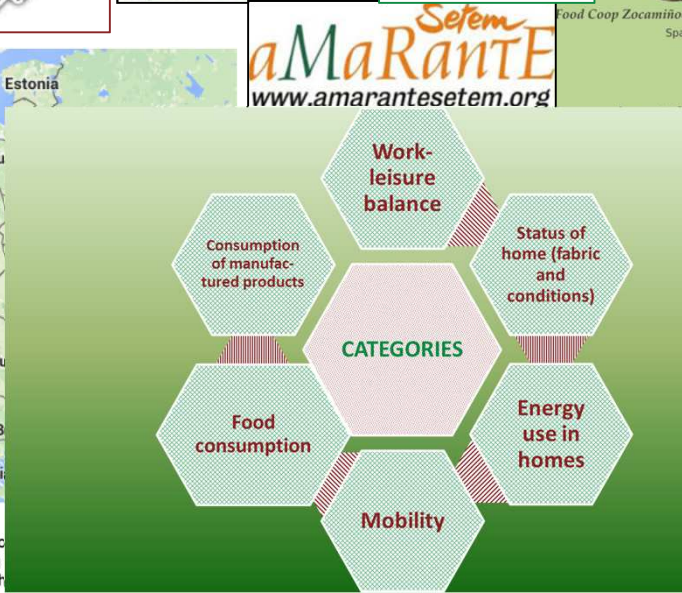 Food Coop Zocamiño
Setem
aMaRanTE
www.amarantesetem.org
Estonia
Work-
leisure
balance
Consumption
of manufac-
tured products
Status of
home (fabric
and
conditions)
CATEGORIES
Food
consumption
Energy
use in
homes
Mobility